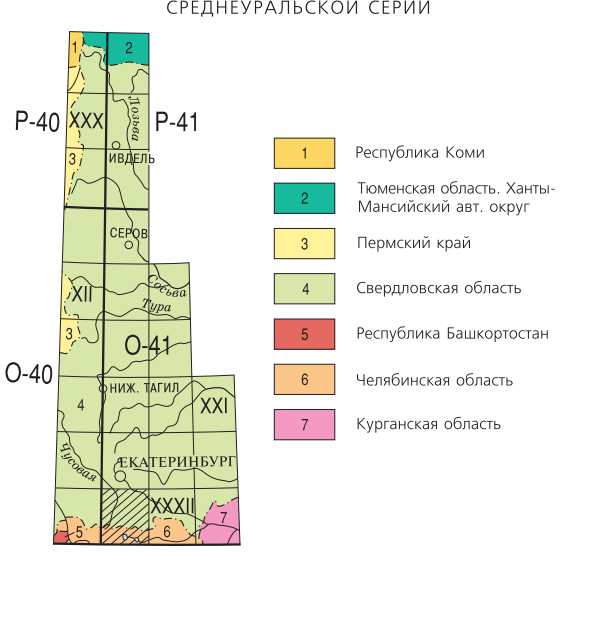 СРЕДНЕУРАЛЬСКОЙ СЕРИИ
1
2
P-40
XXX
Лозьва
P-41
3
ИВДЕЛЬ
СЕРОВ
XII
Сосьва
Тура
3
O-41
O-40
НИЖ. ТАГИЛ
4
XXI
Чусовая
ЕКАТЕРИНБУРГ
XXXII
5
6
7
1 Республика Коми
2 Тюменская область. Ханты-
Мансийский авт. округ
3 Пермский край
4 Свердловская область
5 Республика Башкортостан
6 Челябинская область
7 Курганская область